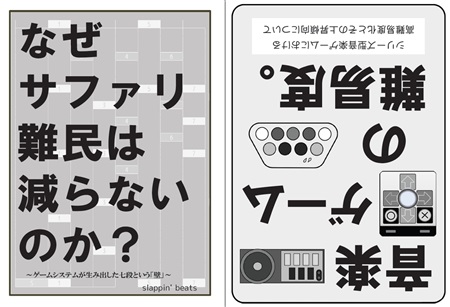 なぜ
サファリ
難民は
減らない
のか？
～ゲームシステムが生み出した七段という「壁」～
slappin' beats
音楽
ゲーム
の
難易度。
シリーズ型音楽ゲームにおける
高難易度化とその上昇傾向について